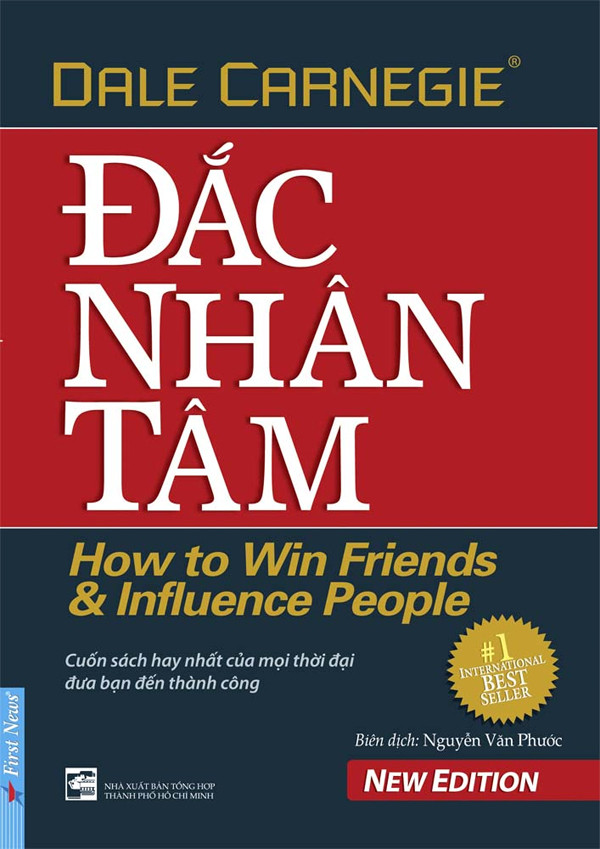 DALE CARNEGIE®
ĐẮC
NHÂN
TÂM
How to Win Friends
& Influence People
Cuốn sách hay nhất của mọi thời đại
đưa bạn đến thành công
#1
INTERNATIONAL
BEST
SELLER
Biên dịch: Nguyễn Văn Phước
NEW EDITION
First News®
NHÀ XUẤT BẢN TỔNG HỢP
THÀNH PHỐ HỒ CHÍ MINH